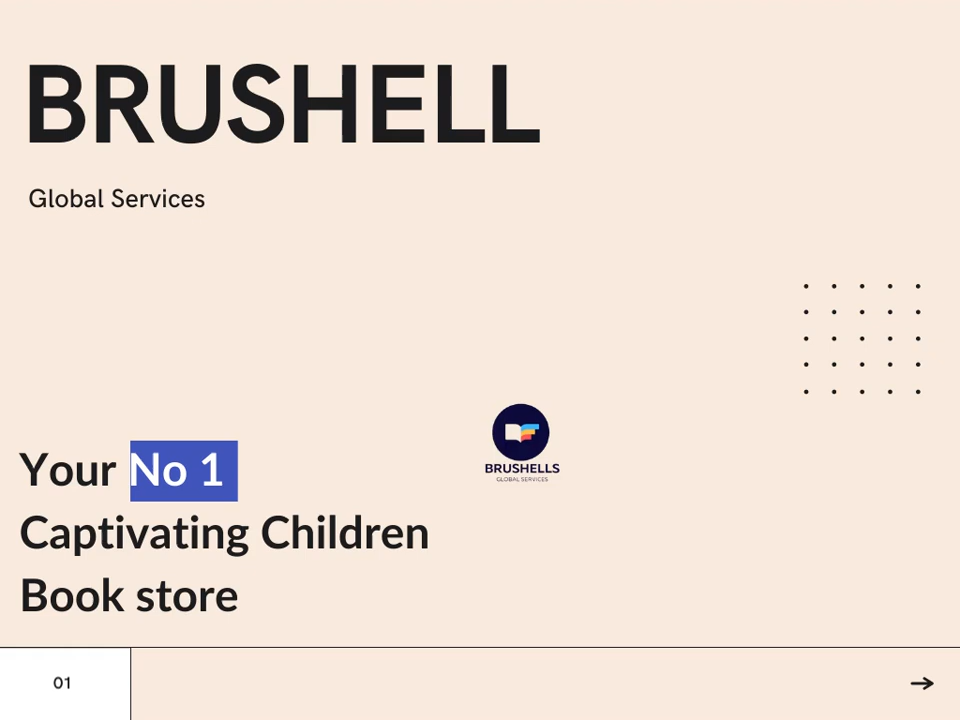 BRUSHELL
Global Services
BRUSHELLS
GLOBAL SERVICES
Your No 1
Captivating Children
Book store
01